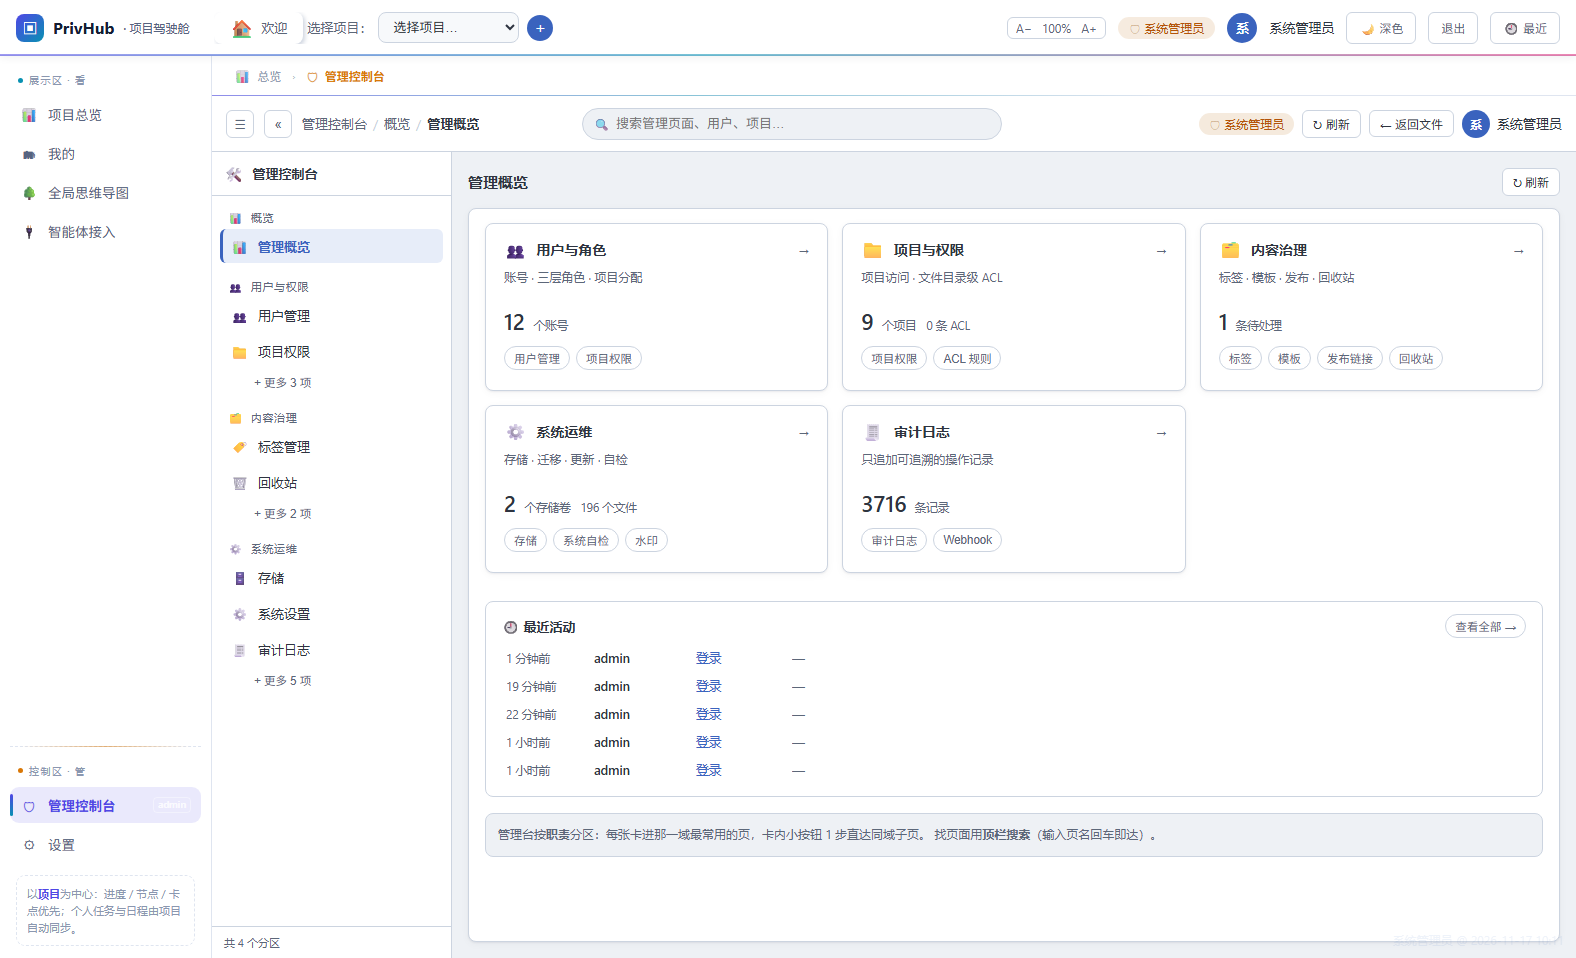 PrivHub · 项目驾驶舱
欢迎
选择项目：
选择项目…
+
A− 100% A+
系统管理员
系
系统管理员
深色
退出
最近
展示区 · 看
项目总览
我的
全局思维导图
智能体接入
控制区 · 管
管理控制台 admin
设置
以项目为中心：进度 / 节点 / 卡
点优先；个人任务与日程由项目
自动同步。
总览 › 管理控制台
☰ « 管理控制台 / 概览 / 管理概览
搜索管理页面、用户、项目…
系统管理员
↻ 刷新
← 返回文件
系
系统管理员
管理控制台
概览
管理概览
用户与权限
用户管理
项目权限
+ 更多 3 项
内容治理
标签管理
回收站
+ 更多 2 项
系统运维
存储
系统设置
审计日志
+ 更多 5 项
共 4 个分区
管理概览
↻ 刷新
用户与角色 →
账号 · 三层角色 · 项目分配
12 个账号
用户管理 项目权限
项目与权限 →
项目访问 · 文件目录级 ACL
9 个项目 0 条 ACL
项目权限 ACL 规则
内容治理 →
标签 · 模板 · 发布 · 回收站
1 条待处理
标签 模板 发布链接 回收站
系统运维 →
存储 · 迁移 · 更新 · 自检
2 个存储卷 196 个文件
存储 系统自检 水印
审计日志 →
只追加可追溯的操作记录
3716 条记录
审计日志 Webhook
最近活动
查看全部 →
1 分钟前 admin 登录 —
19 分钟前 admin 登录 —
22 分钟前 admin 登录 —
1 小时前 admin 登录 —
1 小时前 admin 登录 —
管理台按职责分区：每张卡进那一域最常用的页，卡内小按钮 1 步直达同域子页。 找页面用顶栏搜索（输入页名回车即达）。